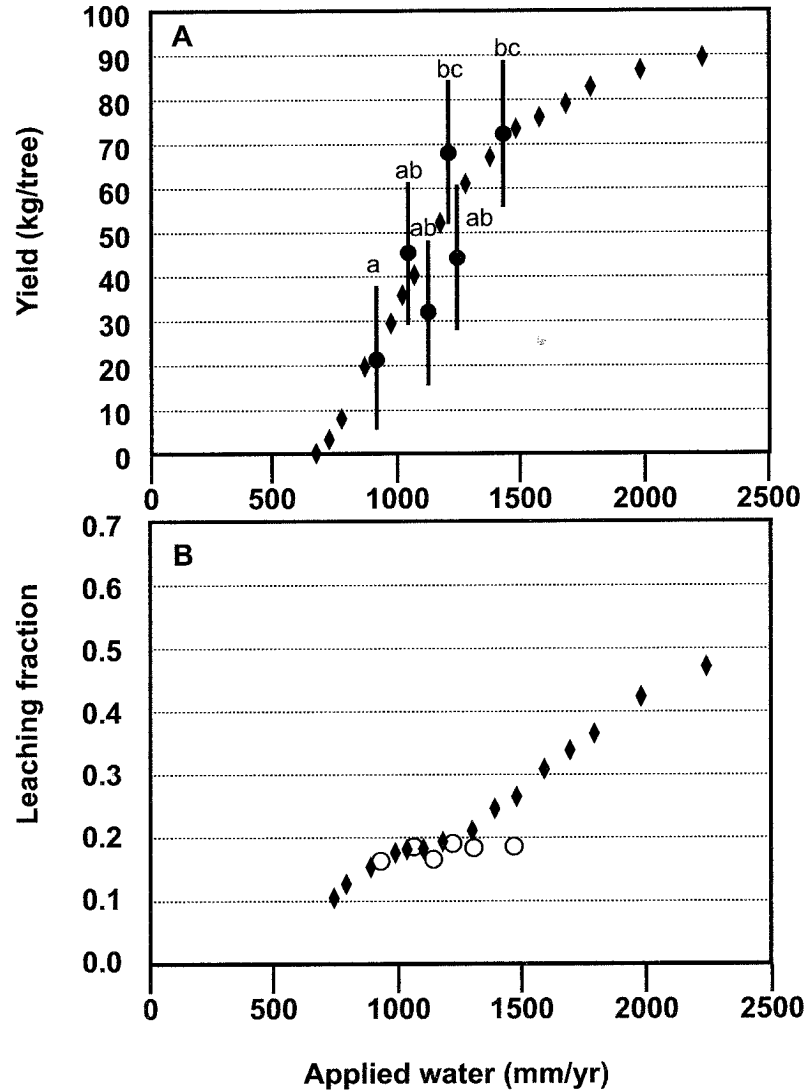 A
100
90
80
70
60
50
40
30
20
10
0
Yield (kg/tree)
a
ab
ab
bc
ab
bc
0 500 1000 1500 2000 2500
B
0.7
0.6
0.5
0.4
0.3
0.2
0.1
0.0
Leaching fraction
0 500 1000 1500 2000 2500
Applied water (mm/yr)